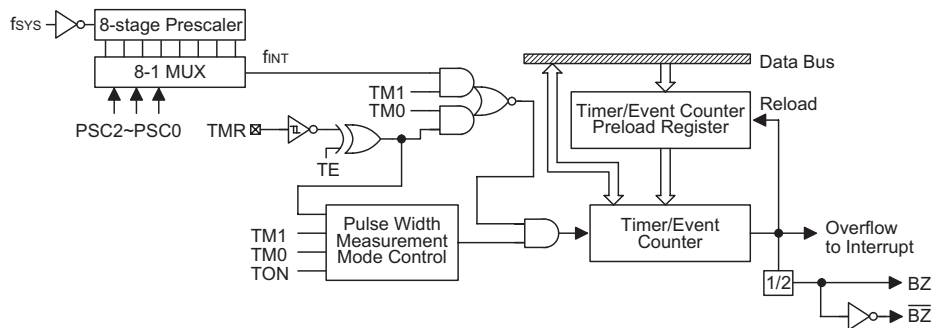 fSYS
8-stage Prescaler
8-1 MUX
fINT
PSC2~PSC0
TMR
TE
TM1
TM0
TM1
TM0
TON
Pulse Width
Measurement
Mode Control
Data Bus
Timer/Event Counter
Preload Register
Reload
Timer/Event
Counter
Overflow
to Interrupt
1/2
BZ
B̅Z̅